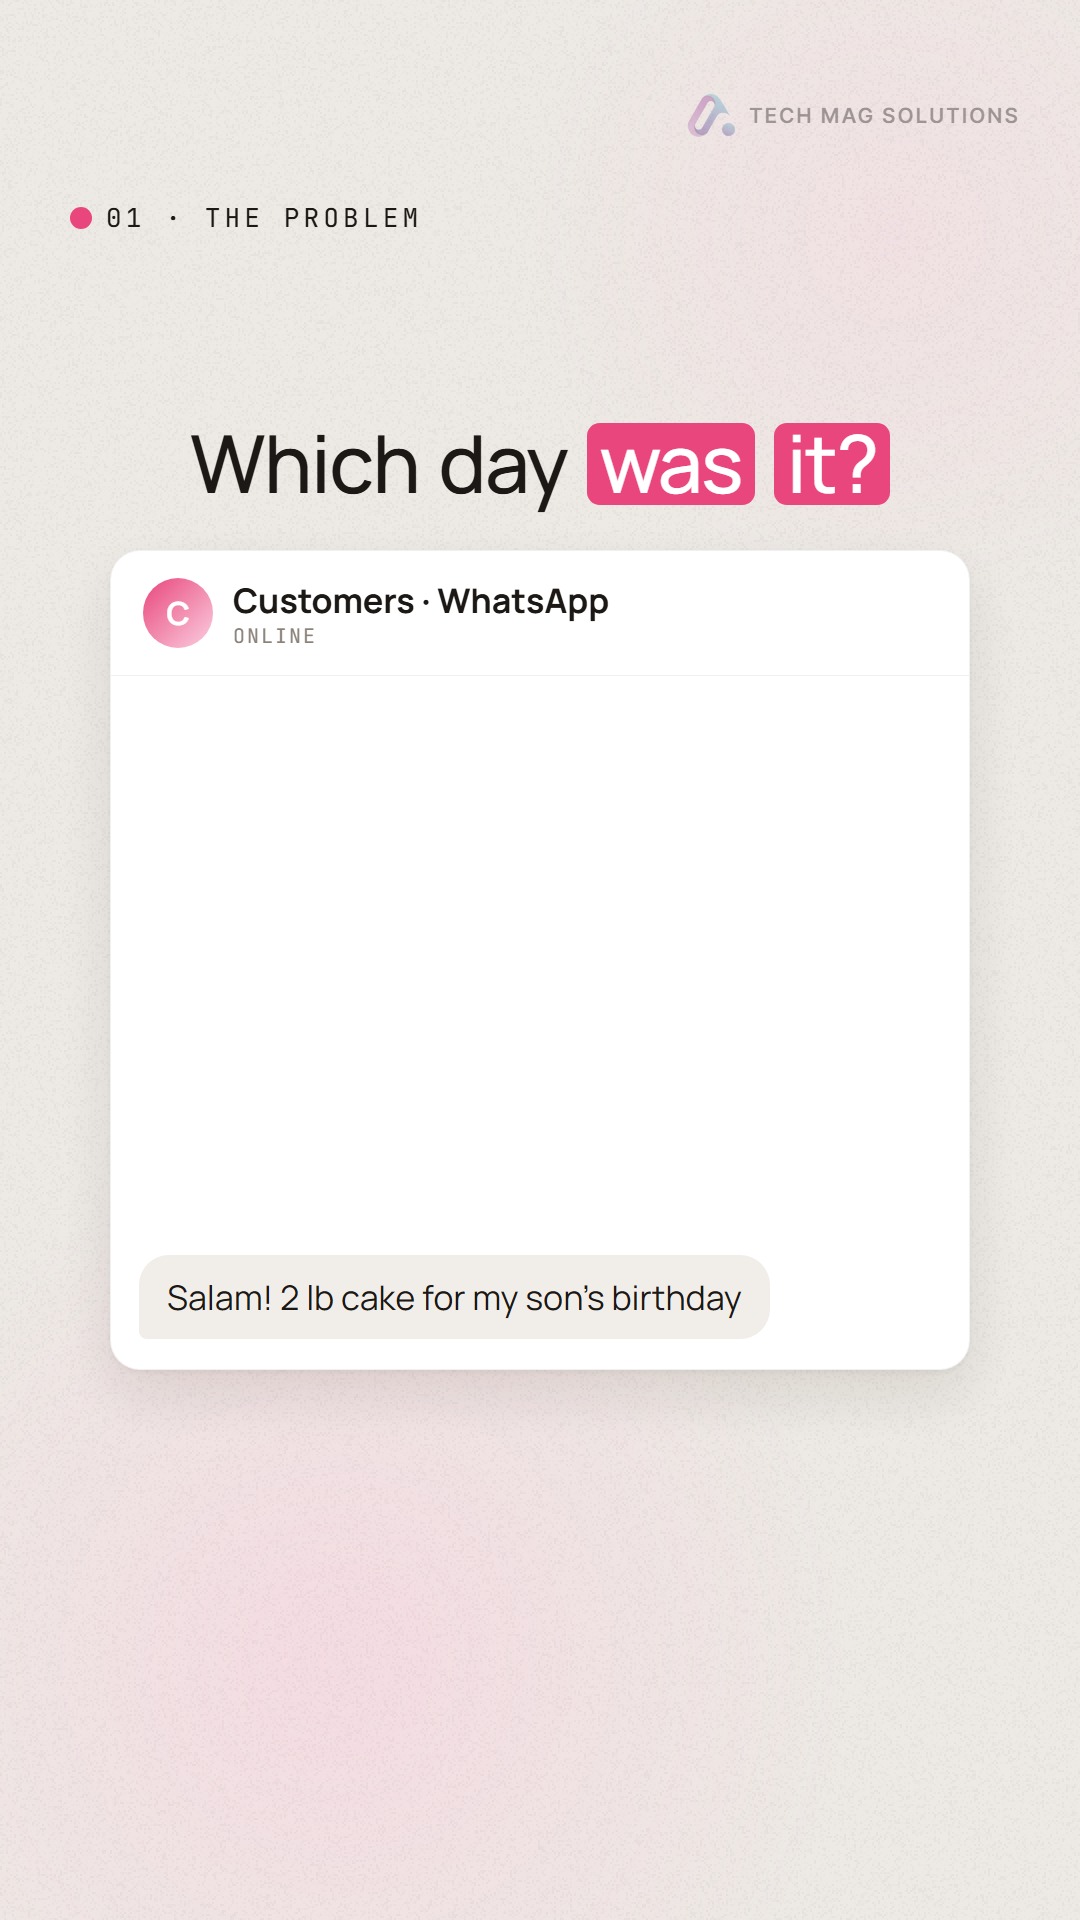 TECH MAG SOLUTIONS
01 · THE PROBLEM
Which day was it?
C
Customers · WhatsApp
ONLINE
Salam! 2 lb cake for my son’s birthday